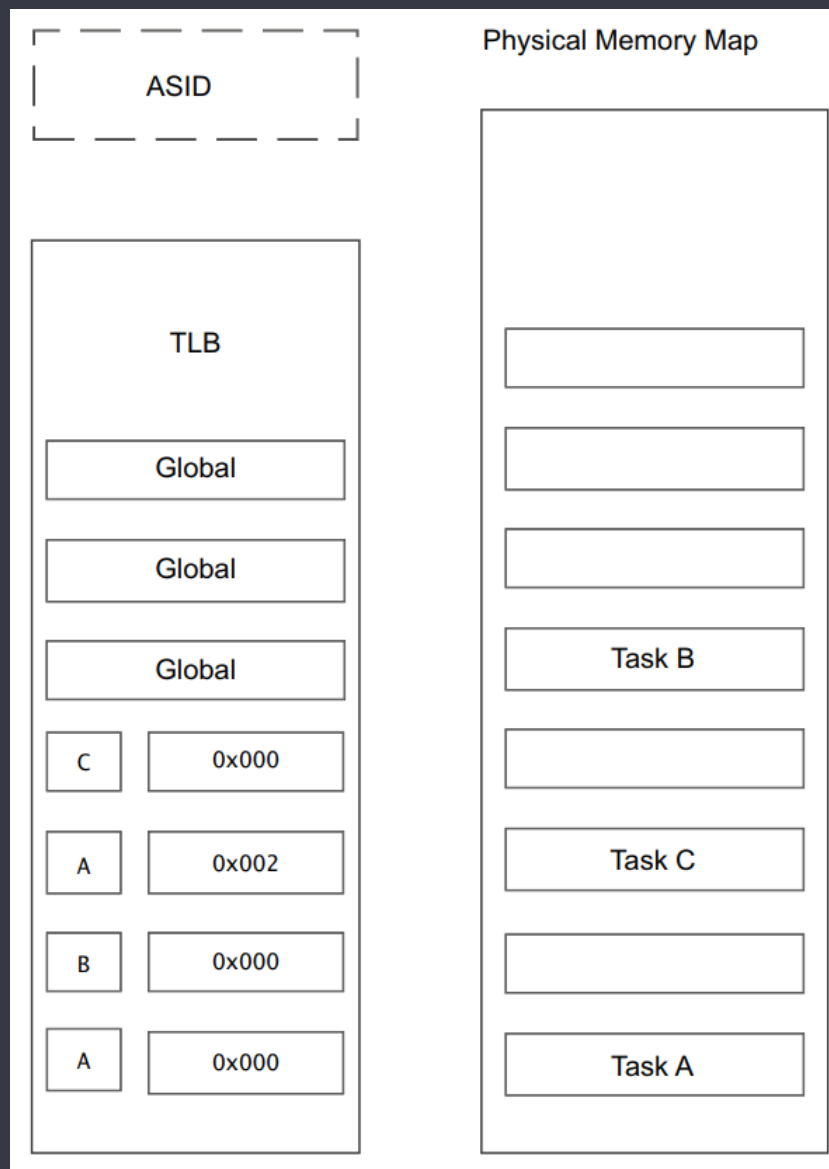 ASID
TLB
Global
Global
Global
C 0x000
A 0x002
B 0x000
A 0x000
Physical Memory Map
Task B
Task C
Task A